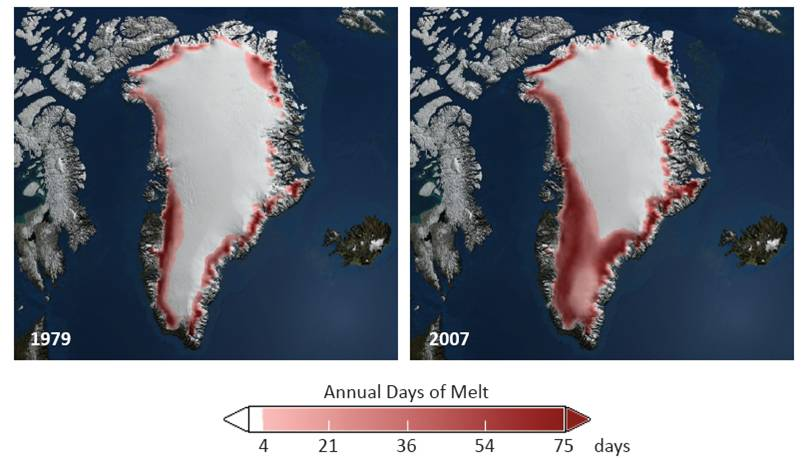 1979
2007
Annual Days of Melt
4 21 36 54 75 days